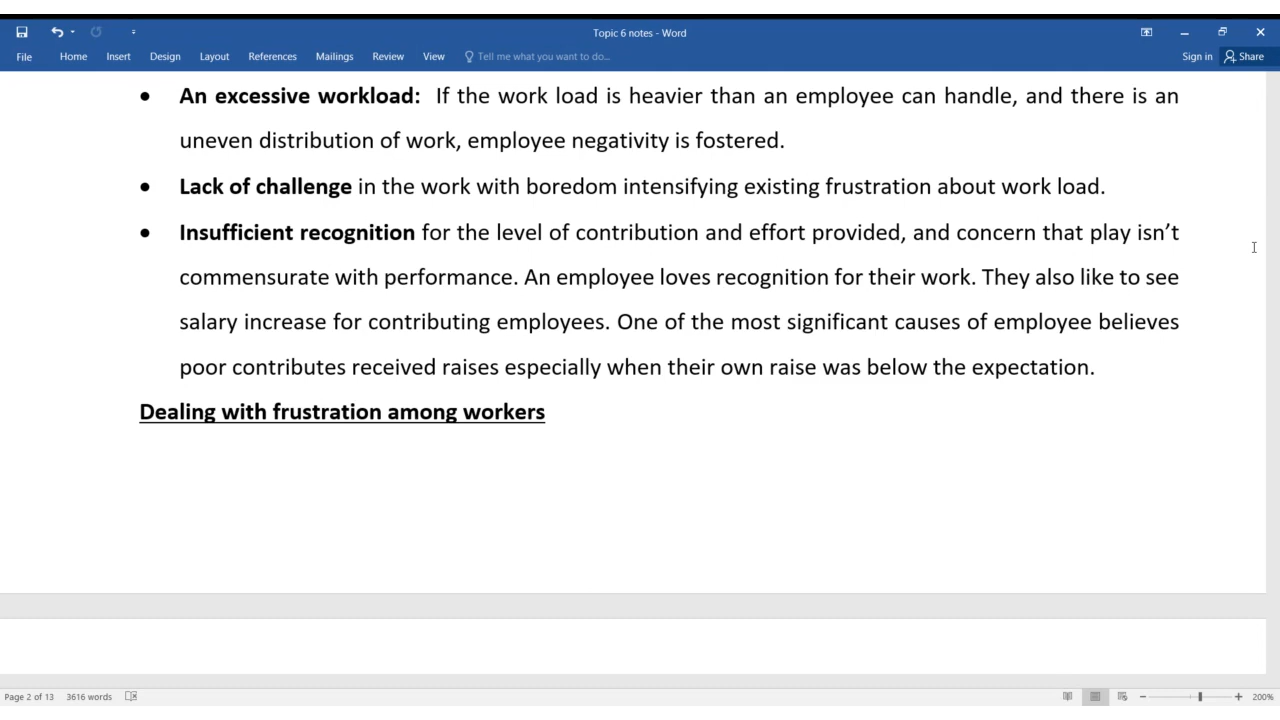 Topic 6 notes - Word
File Home Insert Design Layout References Mailings Review View Tell me what you want to do... Sign in Share
• An excessive workload: If the work load is heavier than an employee can handle, and there is an
uneven distribution of work, employee negativity is fostered.
• Lack of challenge in the work with boredom intensifying existing frustration about work load.
• Insufficient recognition for the level of contribution and effort provided, and concern that play isn’t
commensurate with performance. An employee loves recognition for their work. They also like to see
salary increase for contributing employees. One of the most significant causes of employee believes
poor contributes received raises especially when their own raise was below the expectation.
Dealing with frustration among workers
Page 2 of 13 3616 words 200%